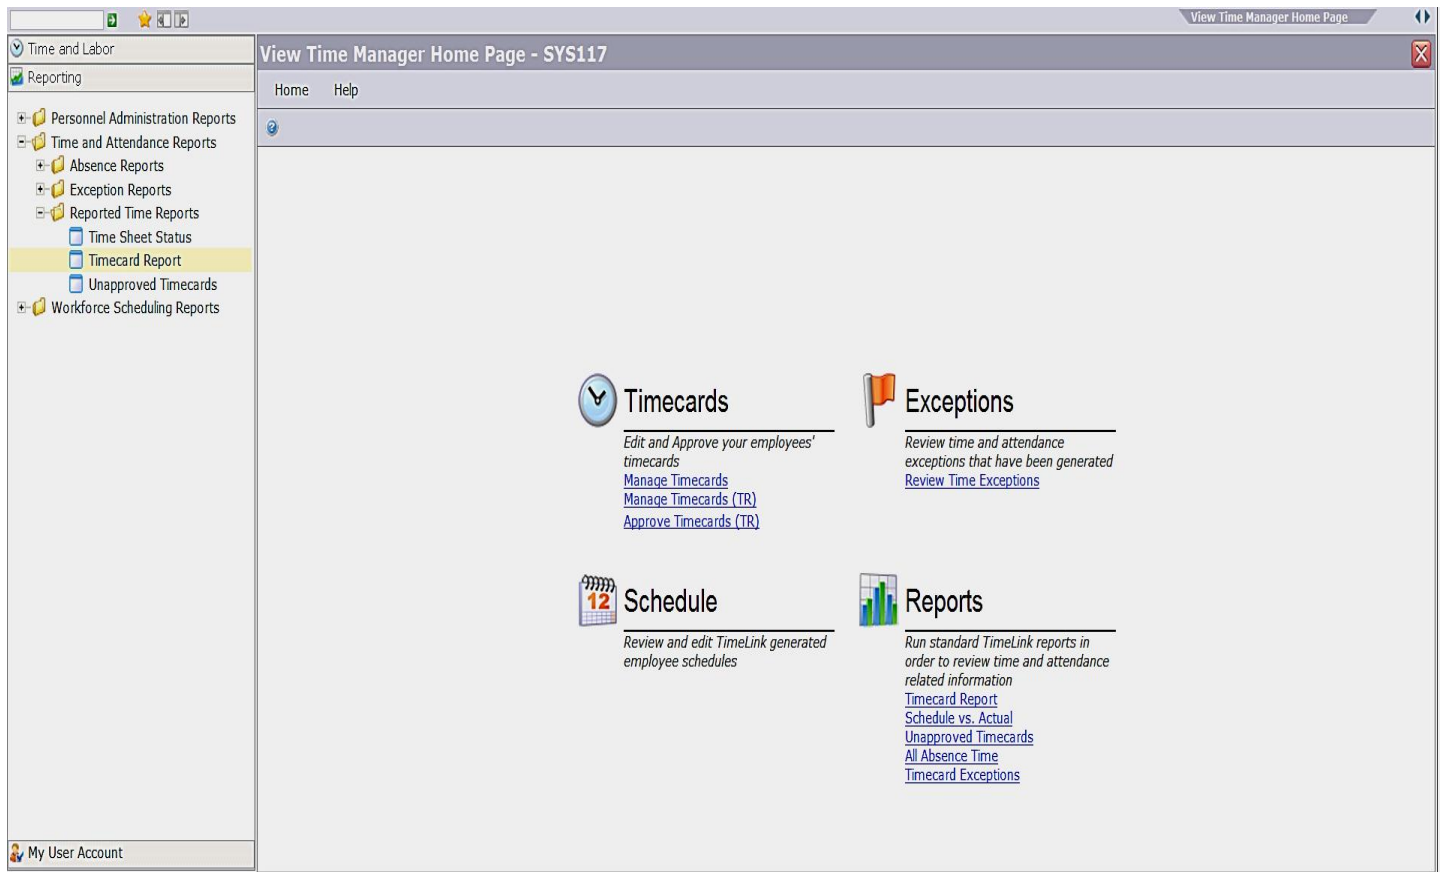 View Time Manager Home Page
Time and Labor
Reporting
Personnel Administration Reports
Time and Attendance Reports
Absence Reports
Exception Reports
Reported Time Reports
Time Sheet Status
Timecard Report
Unapproved Timecards
Workforce Scheduling Reports
My User Account
View Time Manager Home Page - SYS117
Home Help
Timecards
Edit and Approve your employees'
timecards
Manage Timecards
Manage Timecards (TR)
Approve Timecards (TR)
Exceptions
Review time and attendance
exceptions that have been generated
Review Time Exceptions
12
Schedule
Review and edit TimeLink generated
employee schedules
Reports
Run standard TimeLink reports in
order to review time and attendance
related information
Timecard Report
Schedule vs. Actual
Unapproved Timecards
All Absence Time
Timecard Exceptions